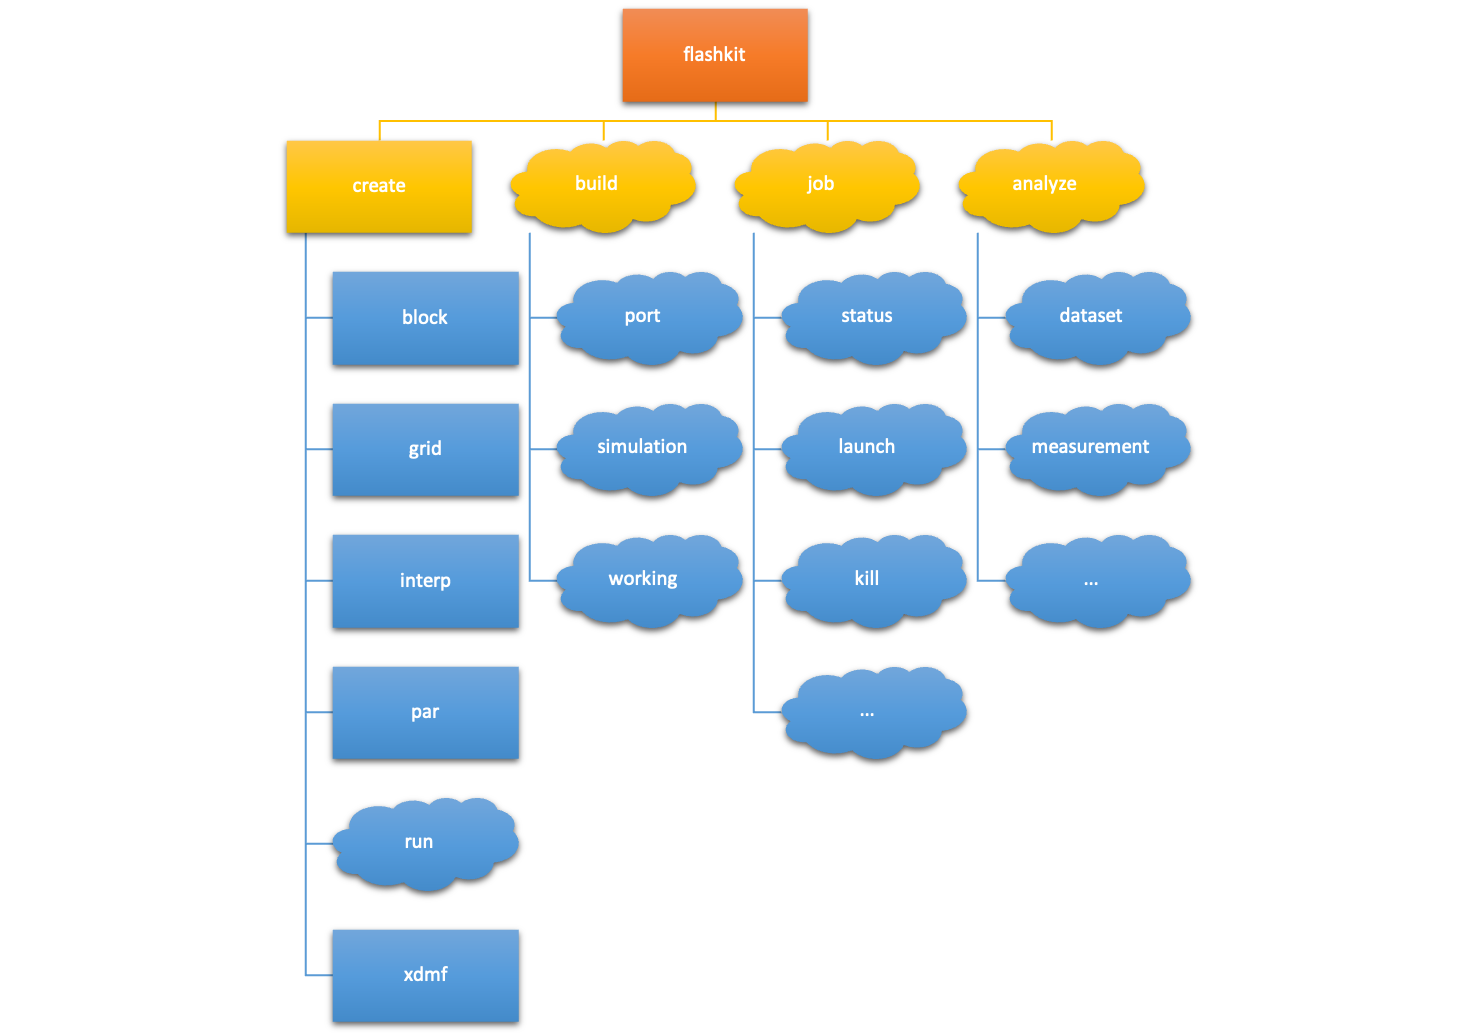 flashkit
create
build
job
analyze
block
port
status
dataset
grid
simulation
launch
measurement
interp
working
kill
...
par
...
run
xdmf